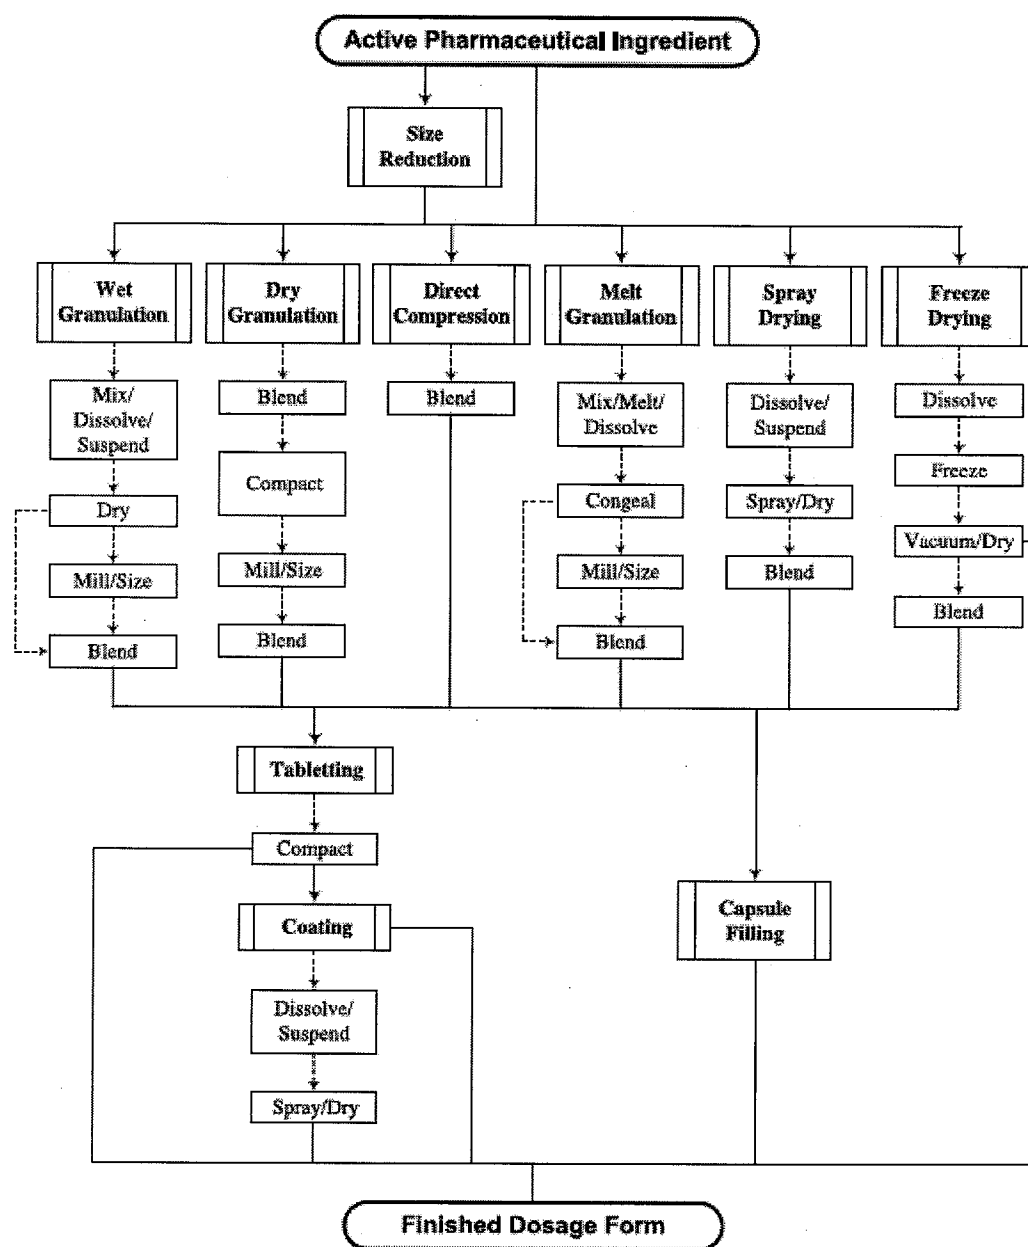 Active Pharmaceutical Ingredient
Size
Reduction
Wet
Granulation
Dry
Granulation
Direct
Compression
Melt
Granulation
Spray
Drying
Freeze
Drying
Mix/
Dissolve/
Suspend
Dry
Mill/Size
Blend
Blend
Compact
Mill/Size
Blend
Blend
Mix/Melt/
Dissolve
Congeal
Mill/Size
Blend
Dissolve/
Suspend
Spray/Dry
Blend
Dissolve
Freeze
Vacuum/Dry
Blend
Tabletting
Compact
Coating
Dissolve/
Suspend
Spray/Dry
Capsule
Filling
Finished Dosage Form